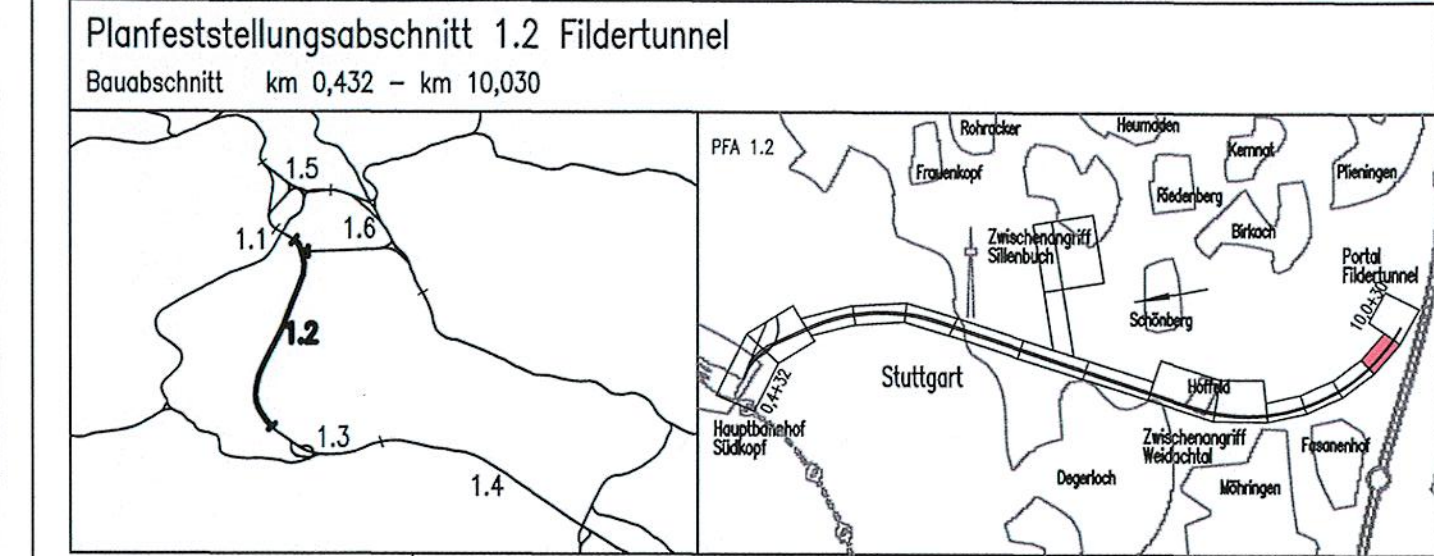 Planfeststellungsabschnitt 1.2 Fildertunnel
Bauabschnitt km 0,432 – km 10,030
1.5
1.6
1.1
1.2
1.3
1.4
PFA 1.2
Rohracker
Heumaden
Kemnat
Frauenkopf
Plieningen
Riedenberg
Birkach
Zwischenangriff
Sillenbuch
Portal
Fildertunnel
10,0+30
Schönberg
Stuttgart
Hoffeld
0,4+32
Hauptbahnhof
Südkopf
Zwischenangriff
Weidachtal
Fasanenhof
Degerloch
Möhringen